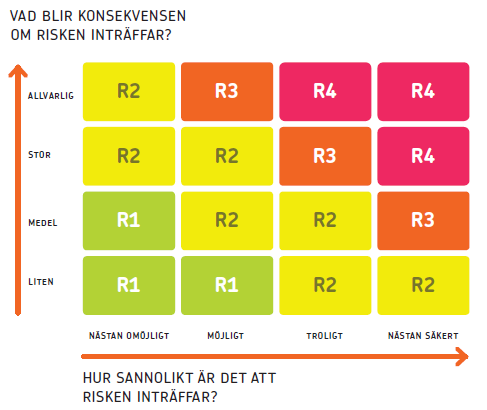 VAD BLIR KONSEKVENSEN
OM RISKEN INTRÄFFAR?
ALLVARLIG R2 R3 R4 R4
STÖR R2 R2 R3 R4
MEDEL R1 R2 R2 R3
LITEN R1 R1 R2 R2
NÄSTAN OMÖJLIGT MÖJLIGT TROLIGT NÄSTAN SÄKERT
HUR SANNOLIKT ÄR DET ATT
RISKEN INTRÄFFAR?